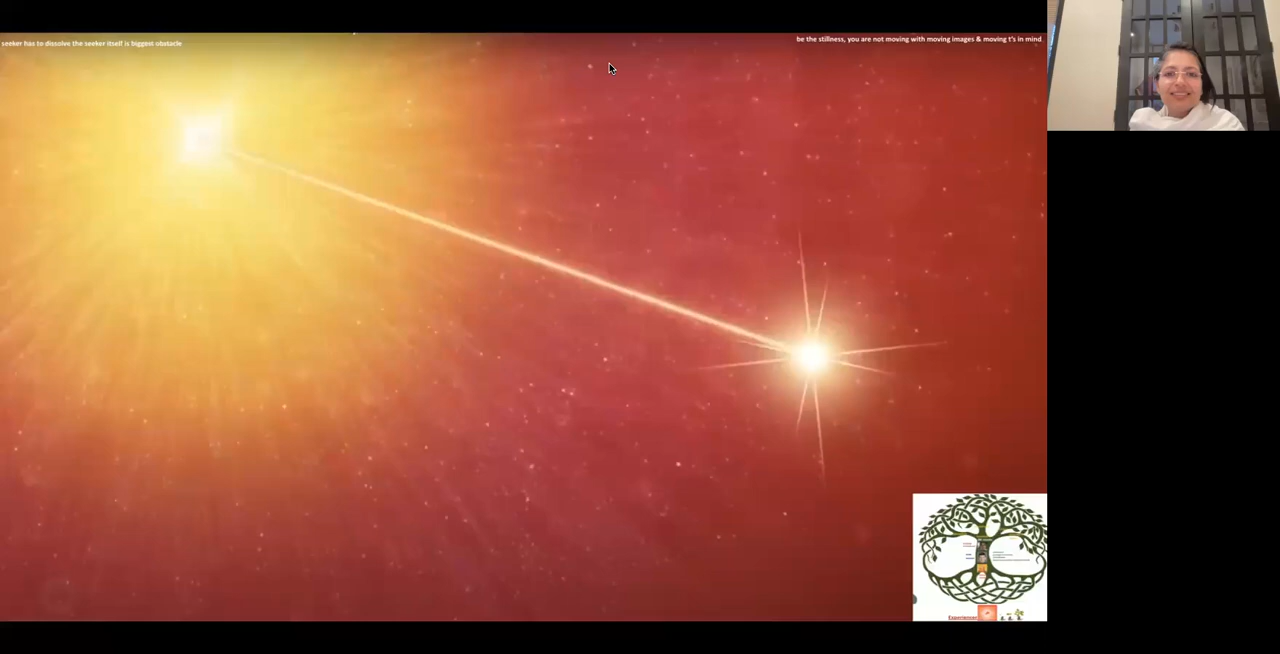 seeker has to dissolve the seeker itself is biggest obstacle
be the stillness, you are not moving with moving images & moving t's in mind
Experiences